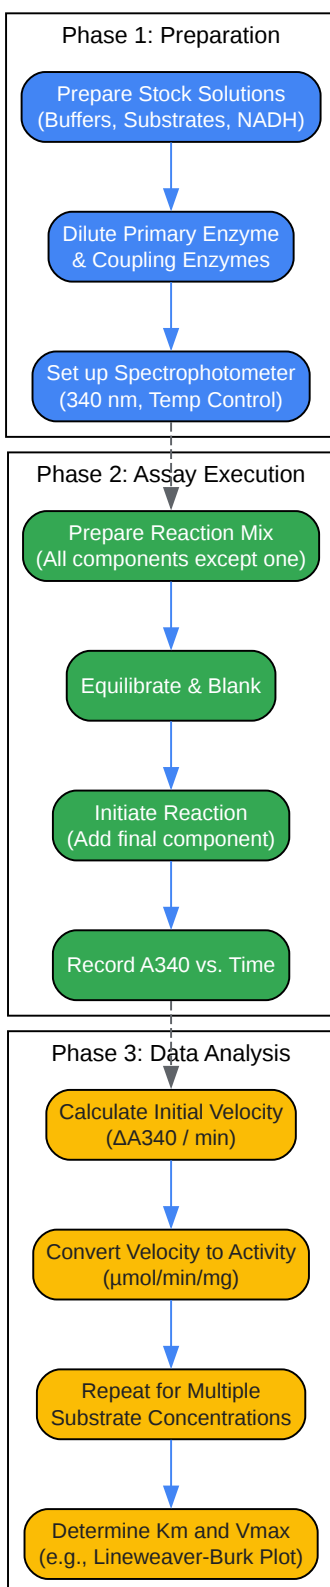 Phase 1: Preparation
Prepare Stock Solutions
(Buffers, Substrates, NADH)
Dilute Primary Enzyme
& Coupling Enzymes
Set up Spectrophotometer
(340 nm, Temp Control)
Phase 2: Assay Execution
Prepare Reaction Mix
(All components except one)
Equilibrate & Blank
Initiate Reaction
(Add final component)
Record A340 vs. Time
Phase 3: Data Analysis
Calculate Initial Velocity
(ΔA340 / min)
Convert Velocity to Activity
(µmol/min/mg)
Repeat for Multiple
Substrate Concentrations
Determine Km and Vmax
(e.g., Lineweaver-Burk Plot)